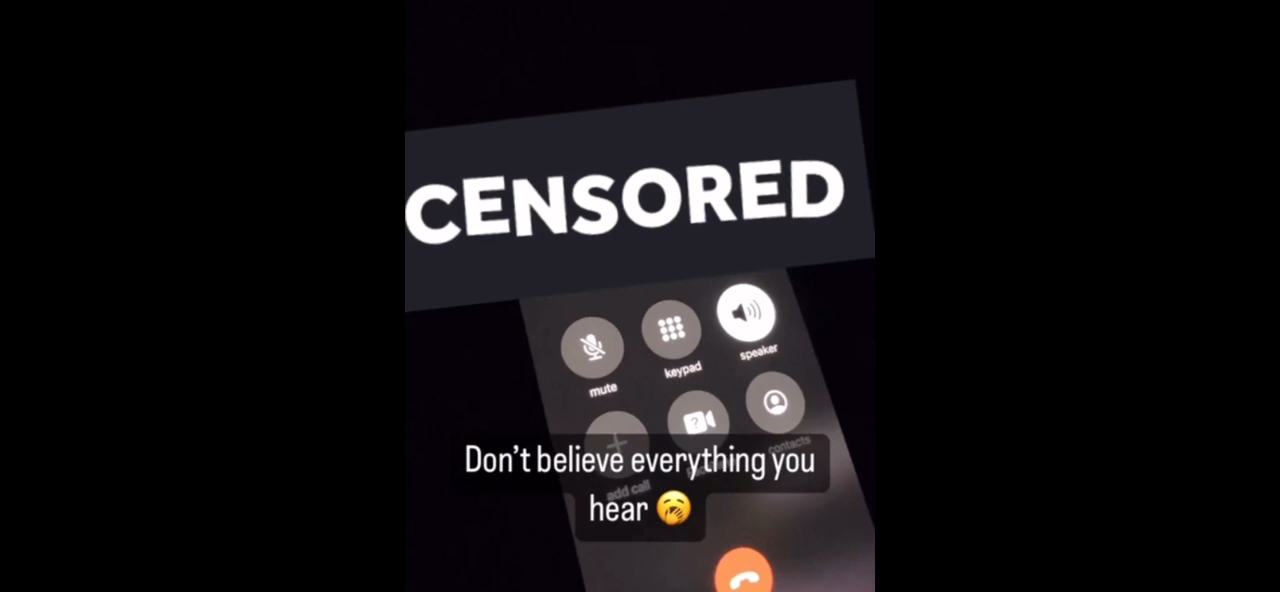 CENSORED
mute keypad speaker
add call contacts
Don't believe everything you
hear 🥱